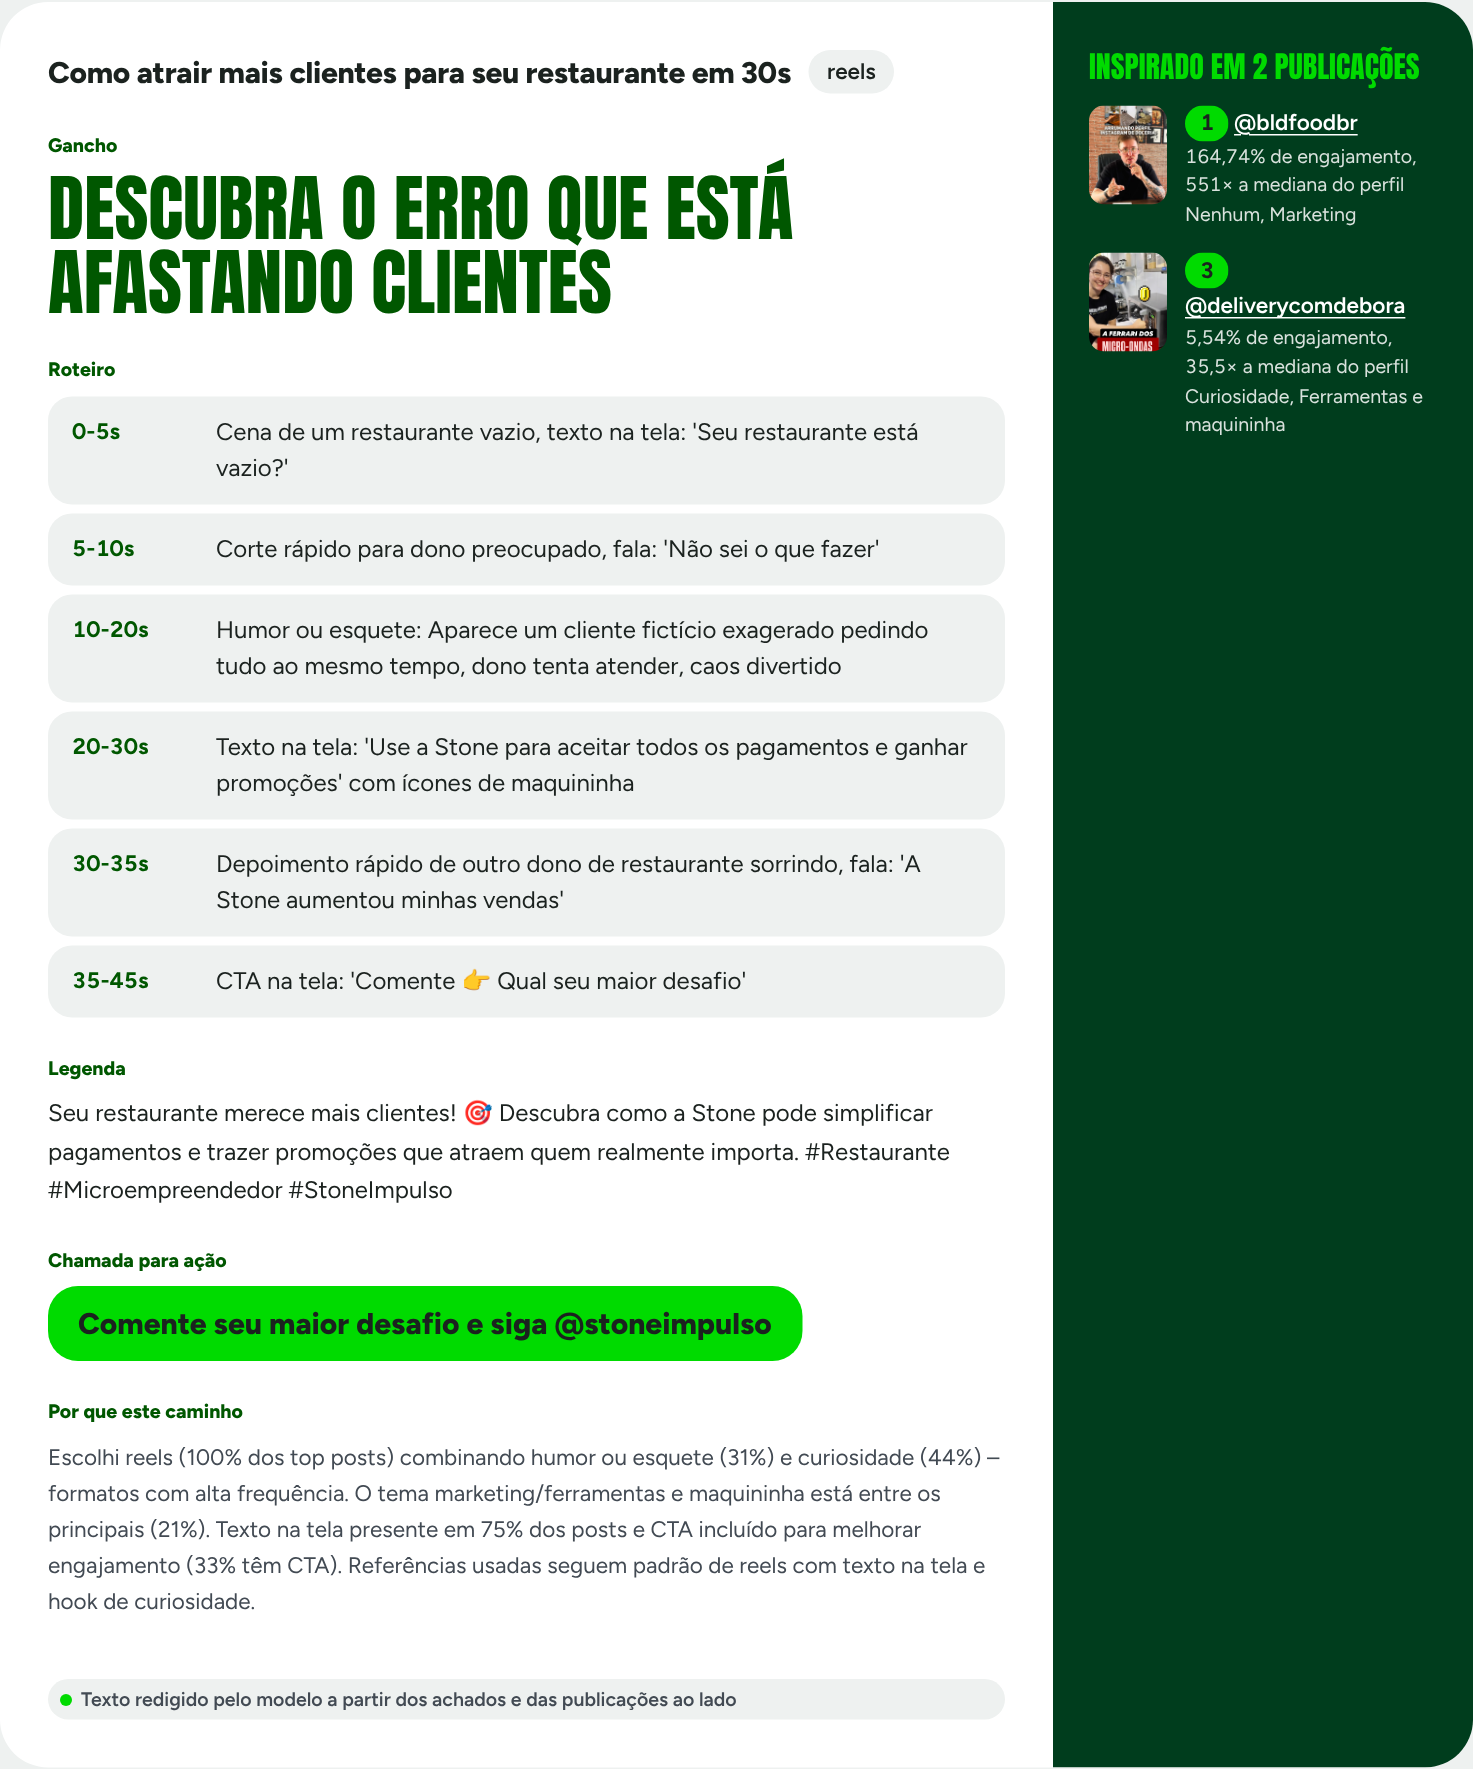 Como atrair mais clientes para seu restaurante em 30s reels
Gancho
DESCUBRA O ERRO QUE ESTÁ
AFASTANDO CLIENTES
Roteiro
0-5s Cena de um restaurante vazio, texto na tela: 'Seu restaurante está
vazio?'
5-10s Corte rápido para dono preocupado, fala: 'Não sei o que fazer'
10-20s Humor ou esquete: Aparece um cliente fictício exagerado pedindo
tudo ao mesmo tempo, dono tenta atender, caos divertido
20-30s Texto na tela: 'Use a Stone para aceitar todos os pagamentos e ganhar
promoções' com ícones de maquininha
30-35s Depoimento rápido de outro dono de restaurante sorrindo, fala: 'A
Stone aumentou minhas vendas'
35-45s CTA na tela: 'Comente 👉 Qual seu maior desafio'
Legenda
Seu restaurante merece mais clientes! 🎯 Descubra como a Stone pode simplificar
pagamentos e trazer promoções que atraem quem realmente importa. #Restaurante
#Microempreendedor #StoneImpulso
Chamada para ação
Comente seu maior desafio e siga @stoneimpulso
Por que este caminho
Escolhi reels (100% dos top posts) combinando humor ou esquete (31%) e curiosidade (44%) –
formatos com alta frequência. O tema marketing/ferramentas e maquininha está entre os
principais (21%). Texto na tela presente em 75% dos posts e CTA incluído para melhorar
engajamento (33% têm CTA). Referências usadas seguem padrão de reels com texto na tela e
hook de curiosidade.
Texto redigido pelo modelo a partir dos achados e das publicações ao lado
INSPIRADO EM 2 PUBLICAÇÕES
ARRUMANDO PERFIL
INSTAGRAM DE DOCERIA
1 @bldfoodbr
164,74% de engajamento,
551× a mediana do perfil
Nenhum, Marketing
A FERRARI DOS
MICRO-ONDAS
3
@deliverycomdebora
5,54% de engajamento,
35,5× a mediana do perfil
Curiosidade, Ferramentas e
maquininha